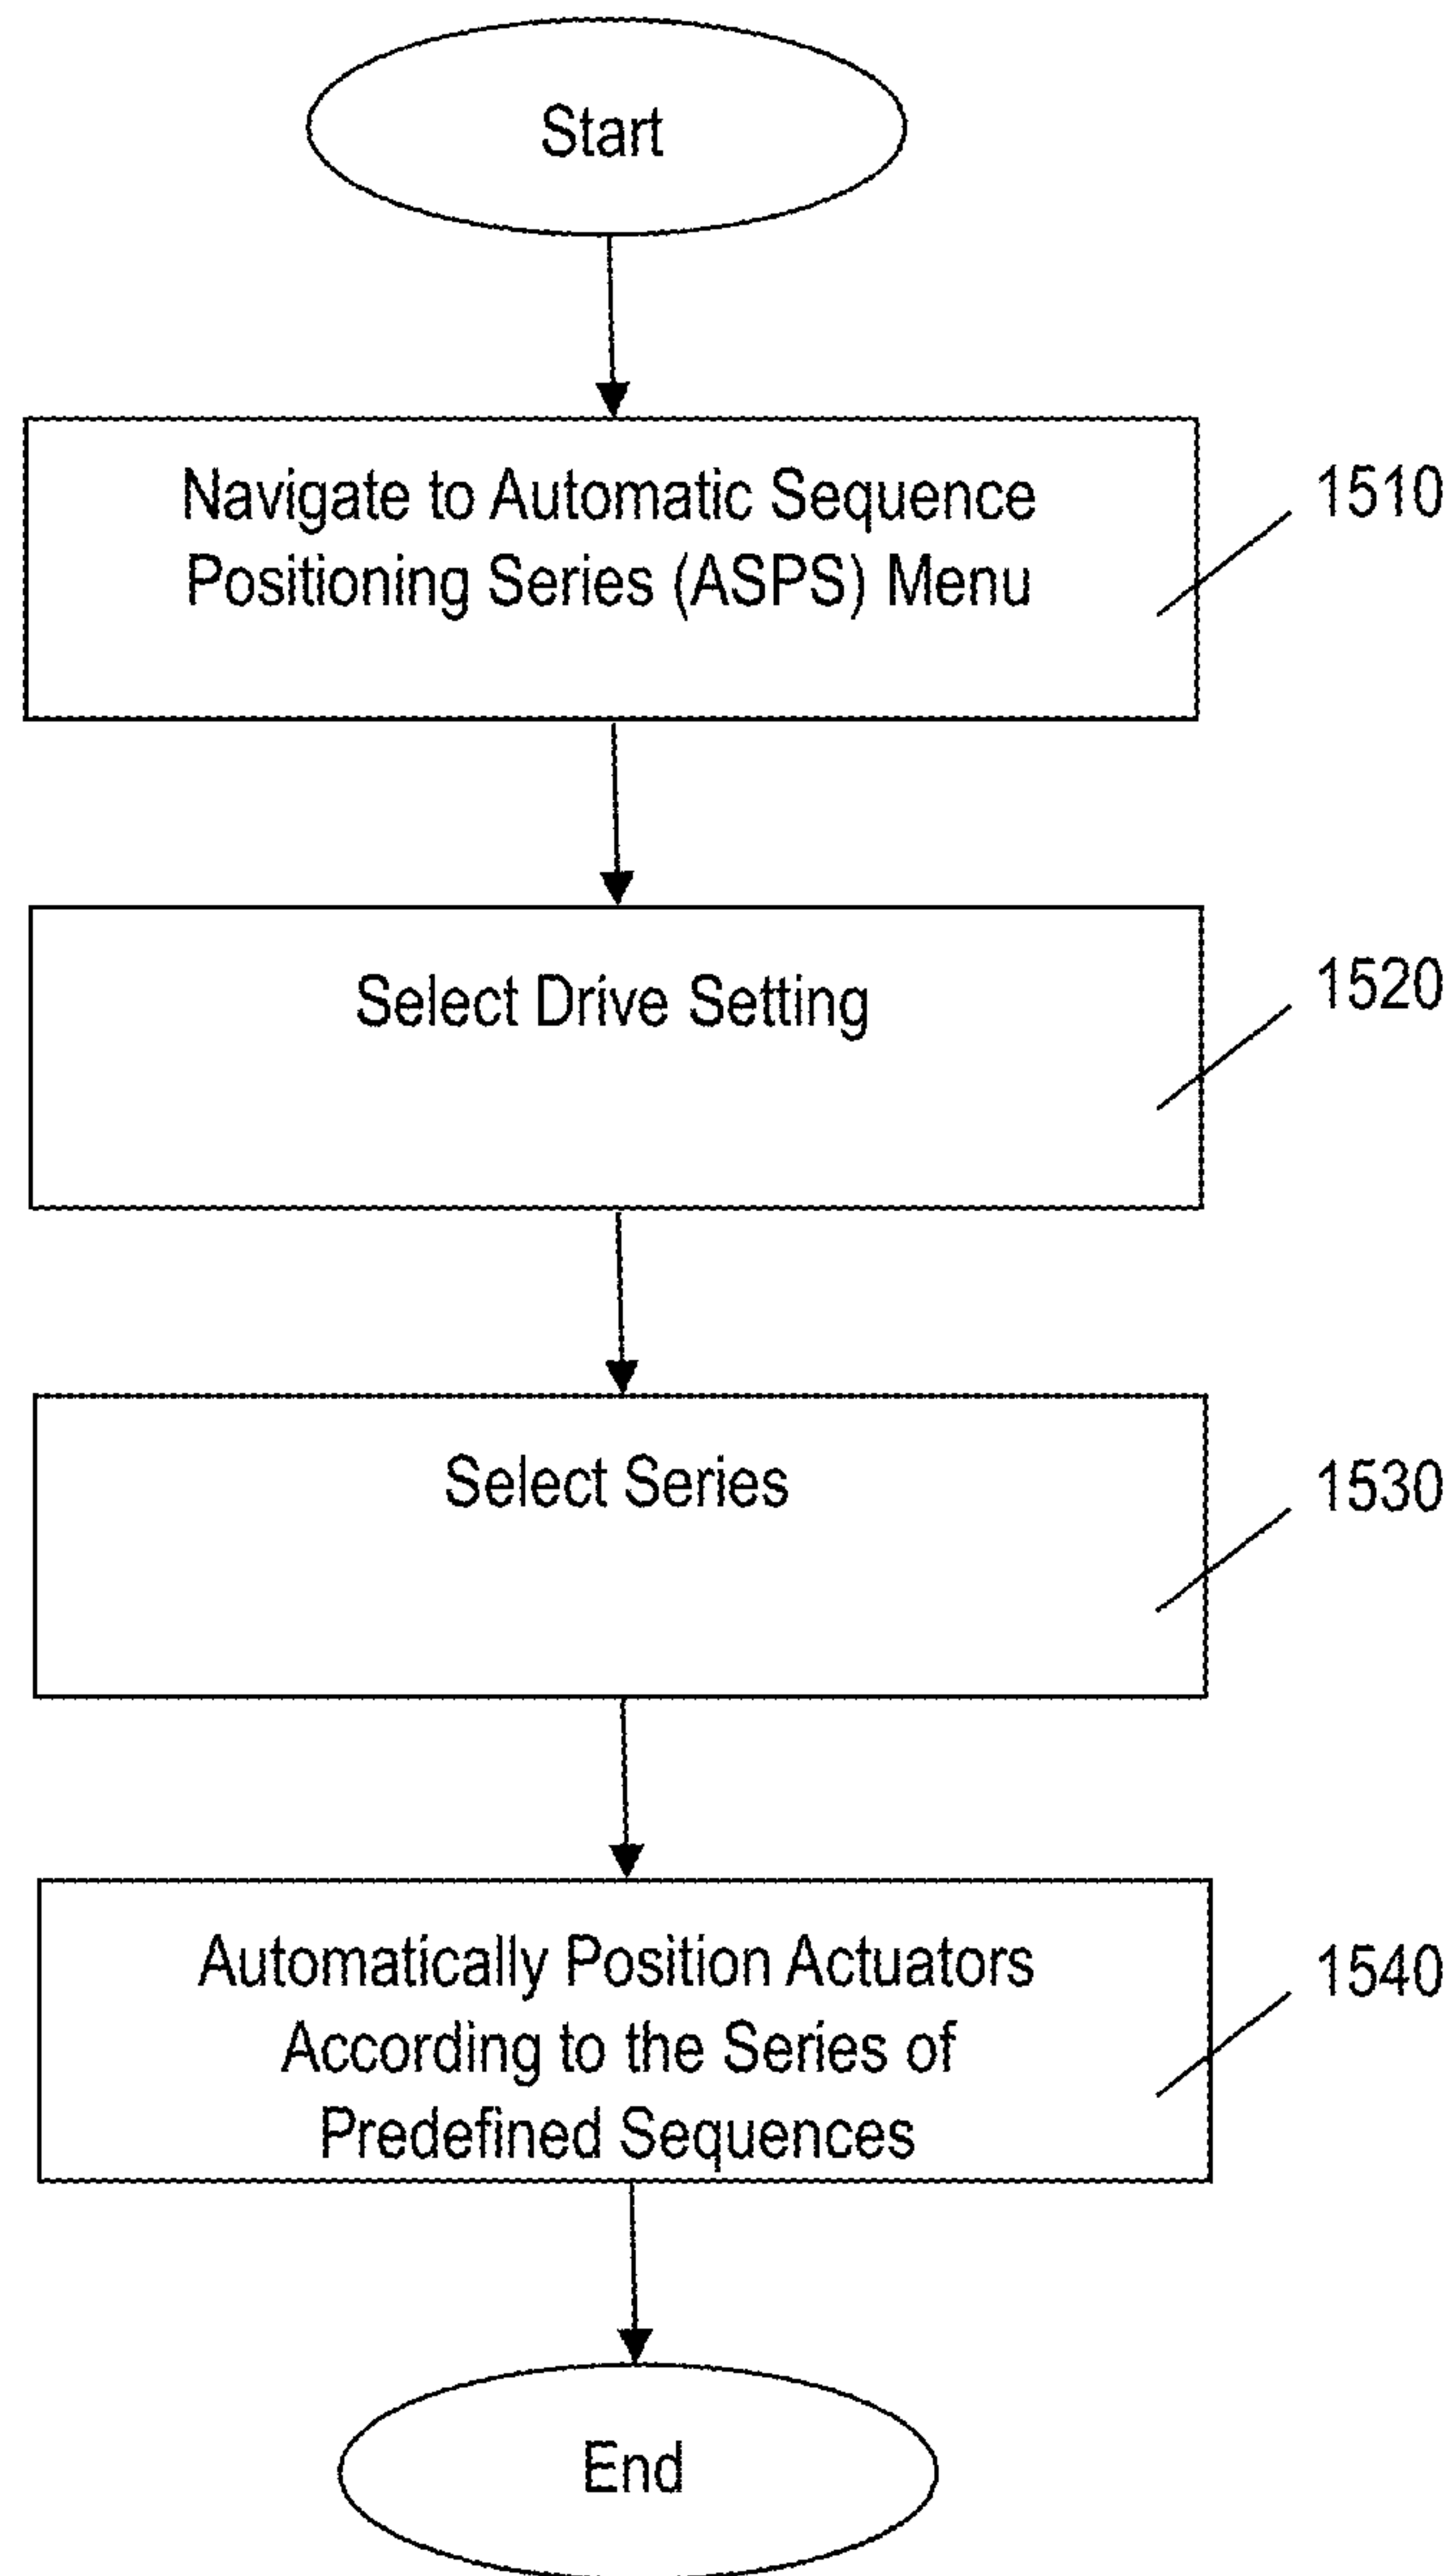 Start
Navigate to Automatic Sequence
Positioning Series (ASPS) Menu
1510
Select Drive Setting
1520
Select Series
1530
Automatically Position Actuators
According to the Series of
Predefined Sequences
1540
End